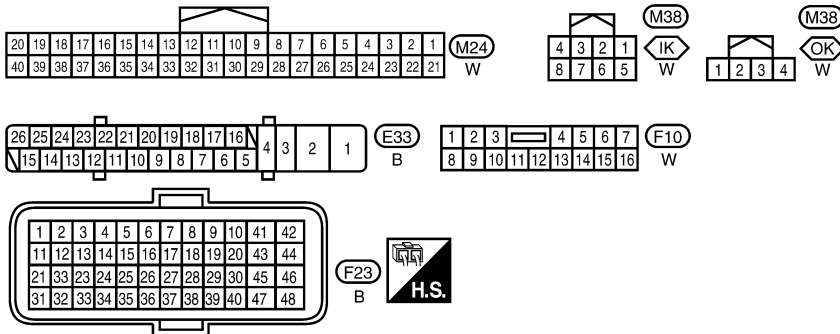 20 19 18 17 16 15 14 13 12 11 10 9 8 7 6 5 4 3 2 1
40 39 38 37 36 35 34 33 32 31 30 29 28 27 26 25 24 23 22 21
M24
W
4 3 2 1
8 7 6 5
M38
IK
W
1 2 3 4
M38
OK
W
26 25 24 23 22 21 20 19 18 17 16 4 3 2 1
15 14 13 12 11 10 9 8 7 6 5
E33
B
1 2 3 4 5 6 7
8 9 10 11 12 13 14 15 16
F10
W
1 2 3 4 5 6 7 8 9 10 41 42
11 12 13 14 15 16 17 18 19 20 43 44
21 33 23 24 25 26 27 28 29 30 45 46
31 32 33 34 35 36 37 38 39 40 47 48
F23
B
H.S.